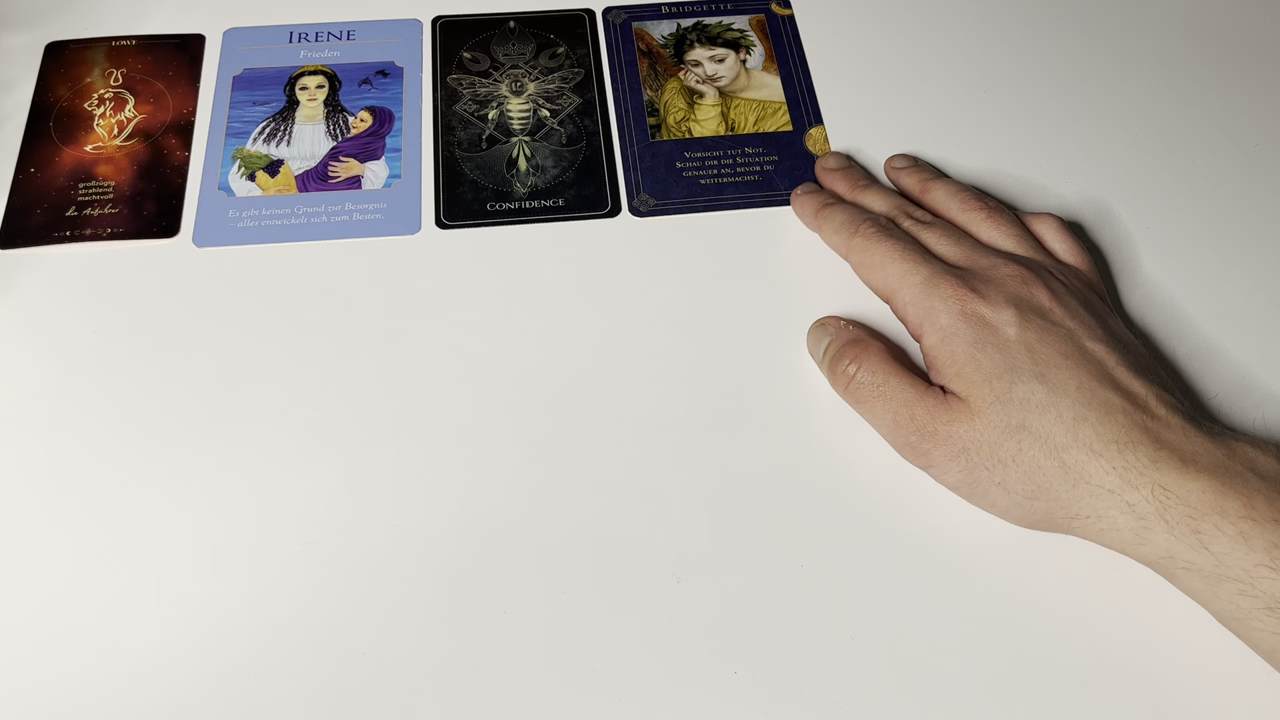 LÖWE
großzügig,
strahlend,
machtvoll
die Anführer
IRENE
Frieden
Es gibt keinen Grund zur Besorgnis
– alles entwickelt sich zum Besten.
CONFIDENCE
BRIDGETTE
VORSICHT TUT NOT.
SCHAU DIR DIE SITUATION
GENAUER AN, BEVOR DU
WEITERMACHST.